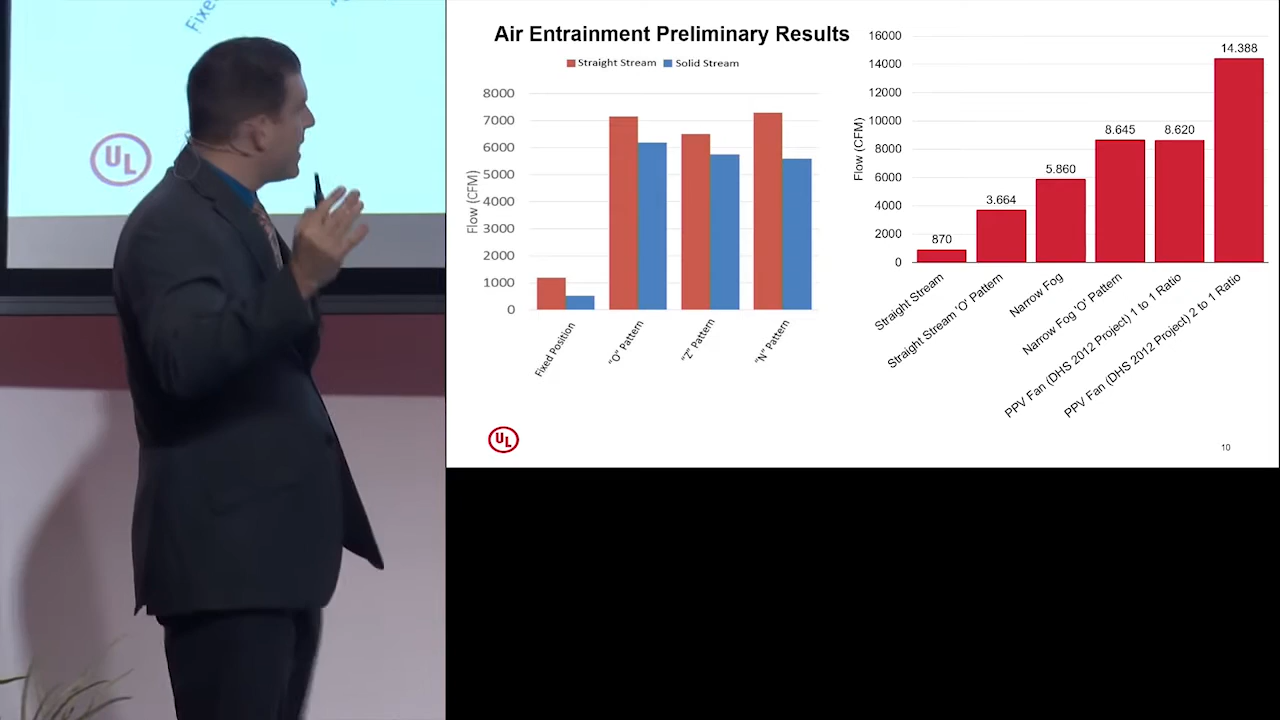 Fixe
"
UL
Air Entrainment Preliminary Results
Straight Stream Solid Stream
8000
7000
6000
5000
4000
3000
2000
1000
0
Flow (CFM)
Fixed Position
"O" Pattern
"Z" Pattern
"N" Pattern
16000
14000
12000
10000
8000
6000
4000
2000
0
Flow (CFM)
870
3.664
5.860
8.645
8.620
14.388
Straight Stream
Straight Stream 'O' Pattern
Narrow Fog
Narrow Fog 'O' Pattern
PPV Fan (DHS 2012 Project) 1 to 1 Ratio
PPV Fan (DHS 2012 Project) 2 to 1 Ratio
UL
10